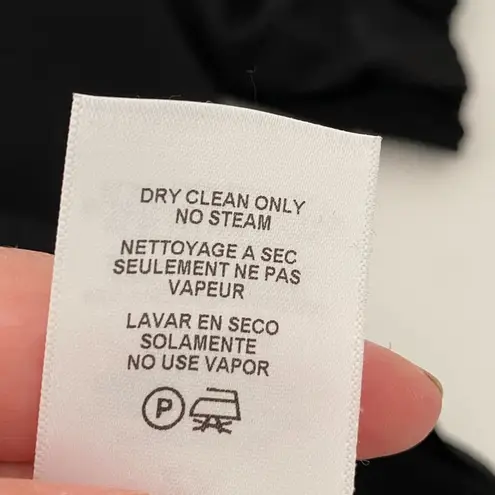 DRY CLEAN ONLY
NO STEAM
NETTOYAGE A SEC
SEULEMENT NE PAS
VAPEUR
LAVAR EN SECO
SOLAMENTE
NO USE VAPOR
P